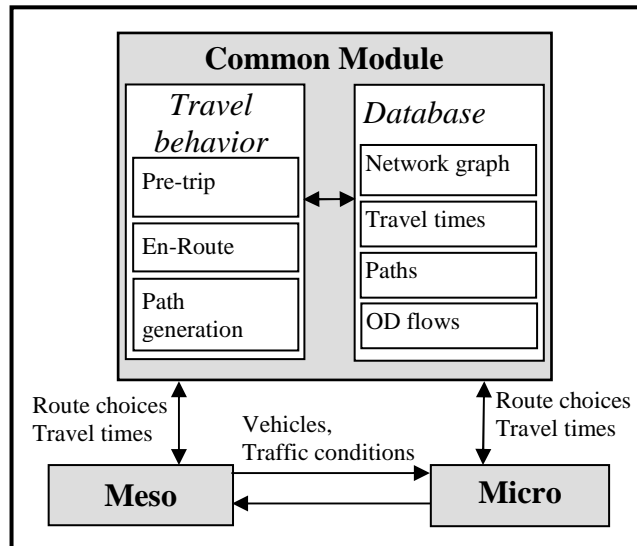 Common Module
Travel
behavior
Pre-trip
En-Route
Path
generation
Database
Network graph
Travel times
Paths
OD flows
Route choices
Travel times
Vehicles,
Traffic conditions
Route choices
Travel times
Meso
Micro